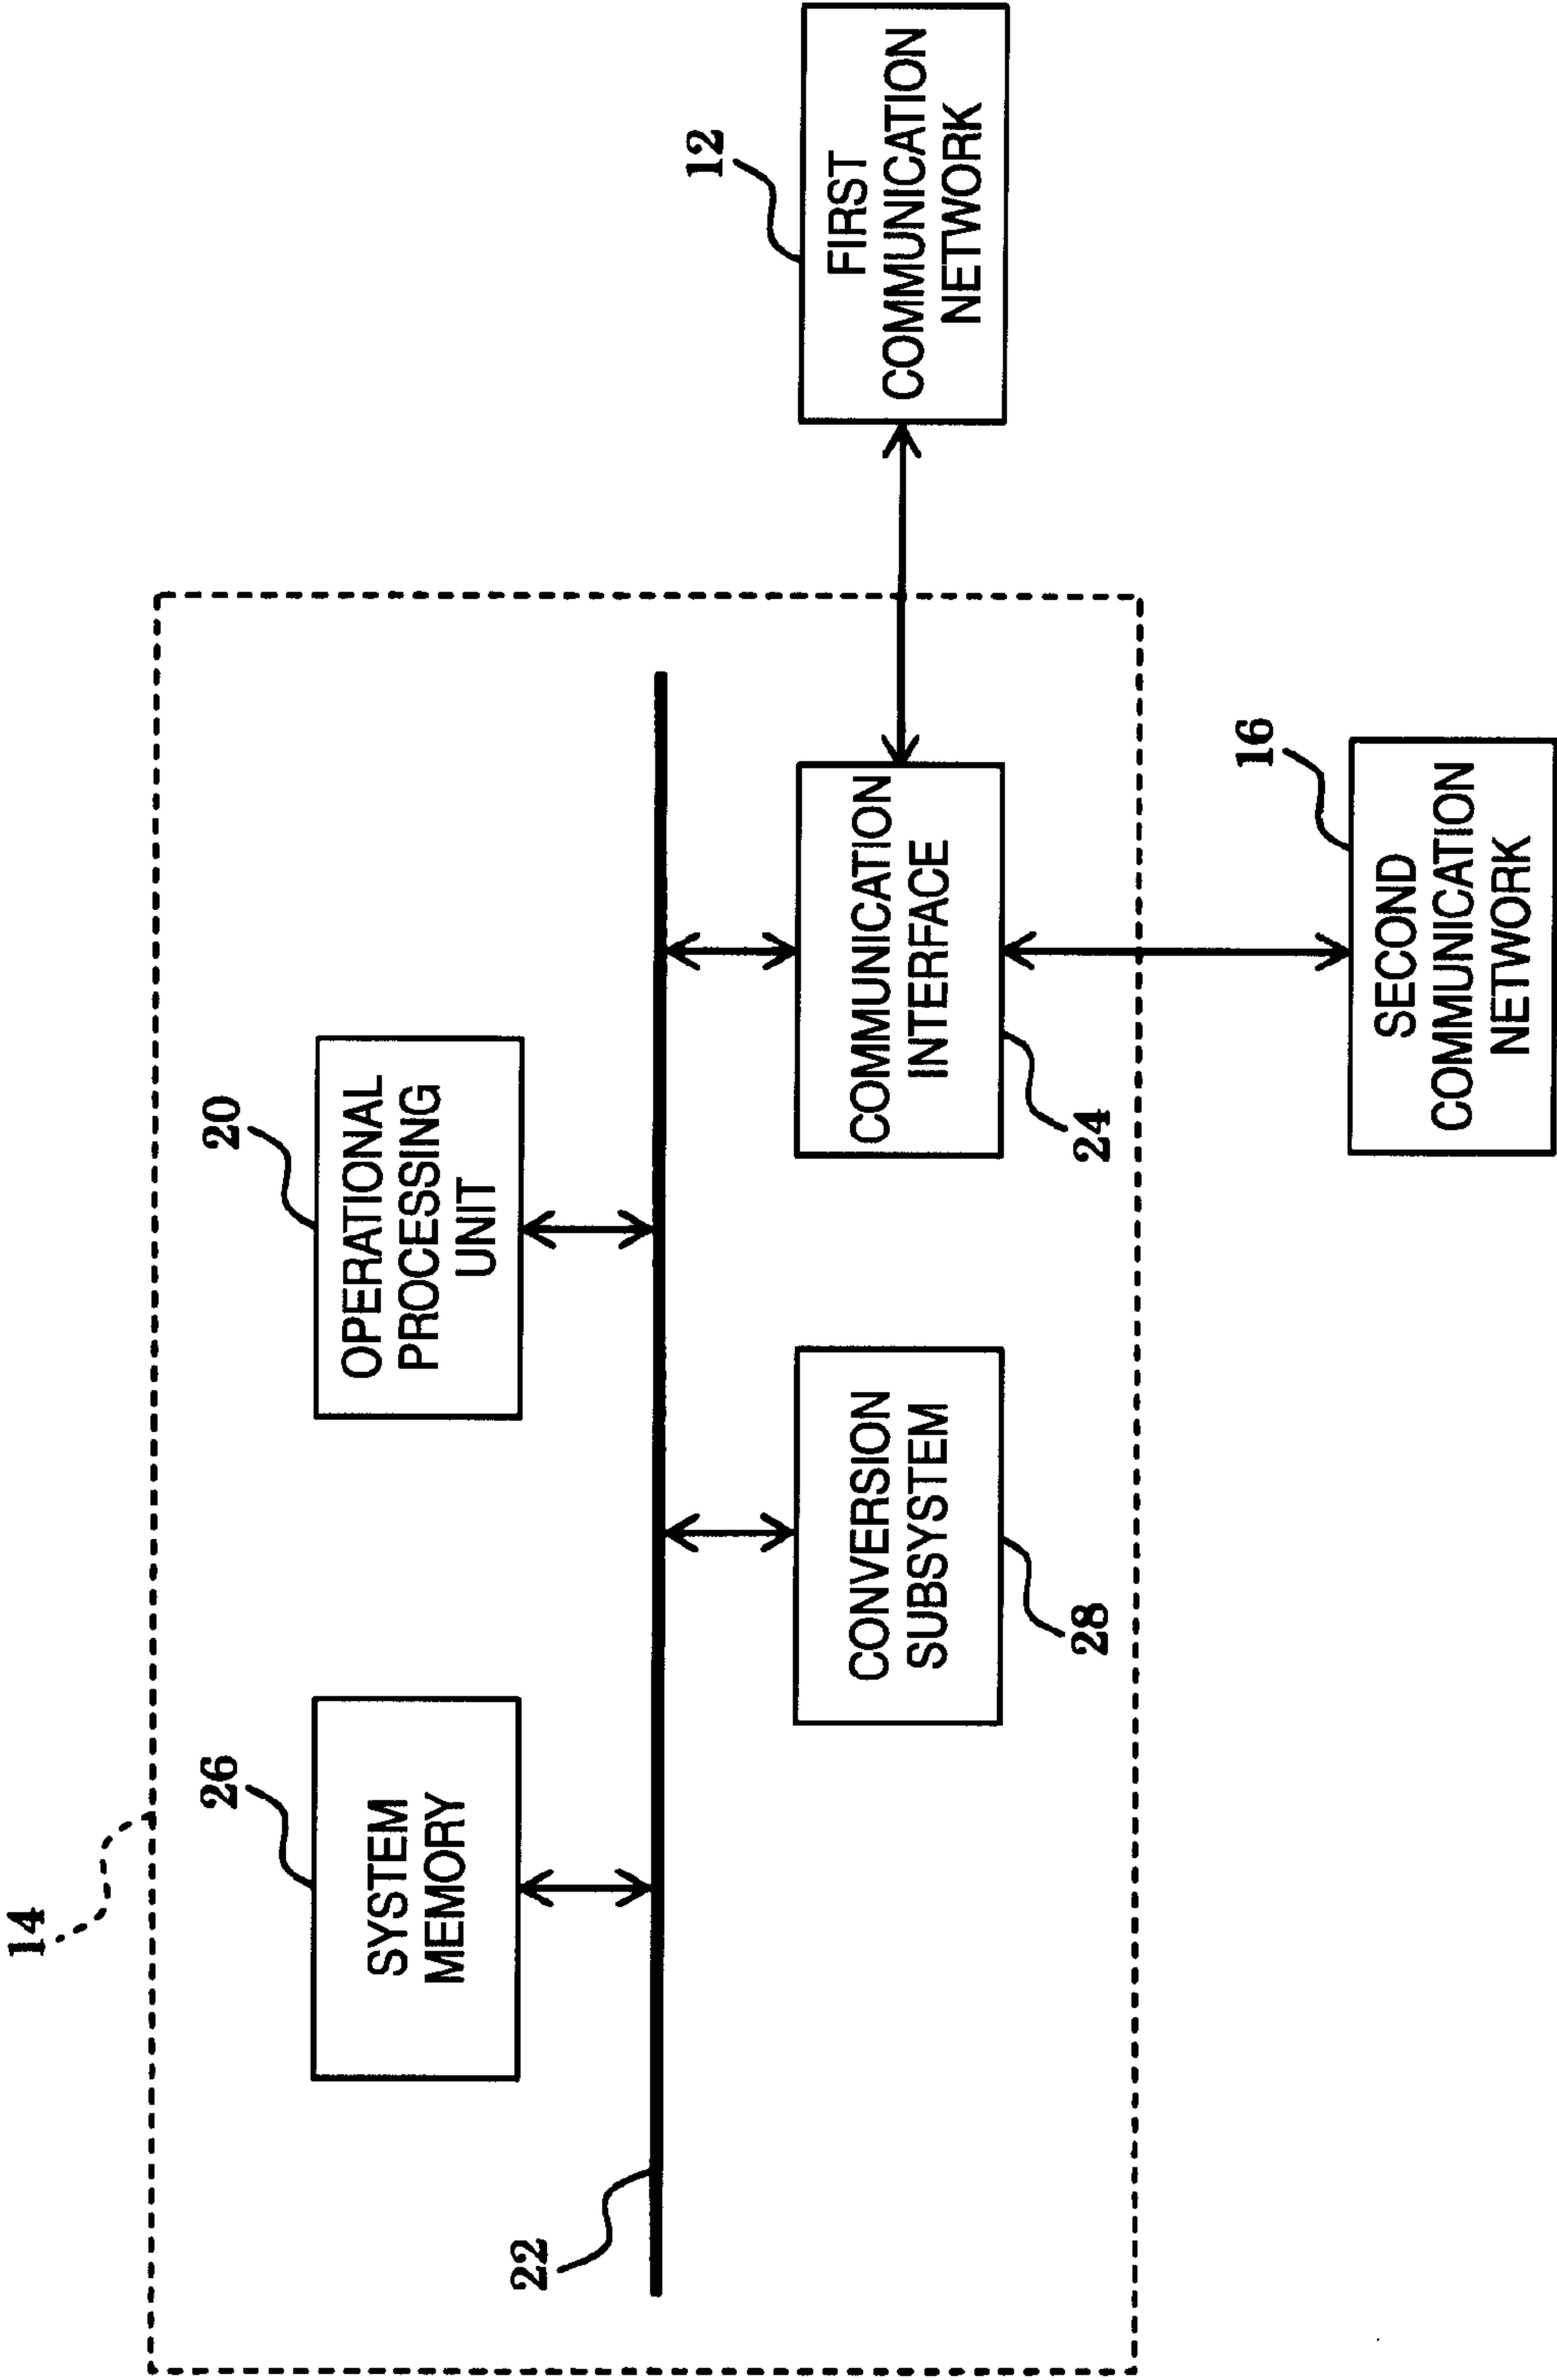 14
26
SYSTEM
MEMORY
20
OPERATIONAL
PROCESSING
UNIT
22
CONVERSION
SUBSYSTEM
28
COMMUNICATION
INTERFACE
24
12
FIRST
COMMUNICATION
NETWORK
16
SECOND
COMMUNICATION
NETWORK